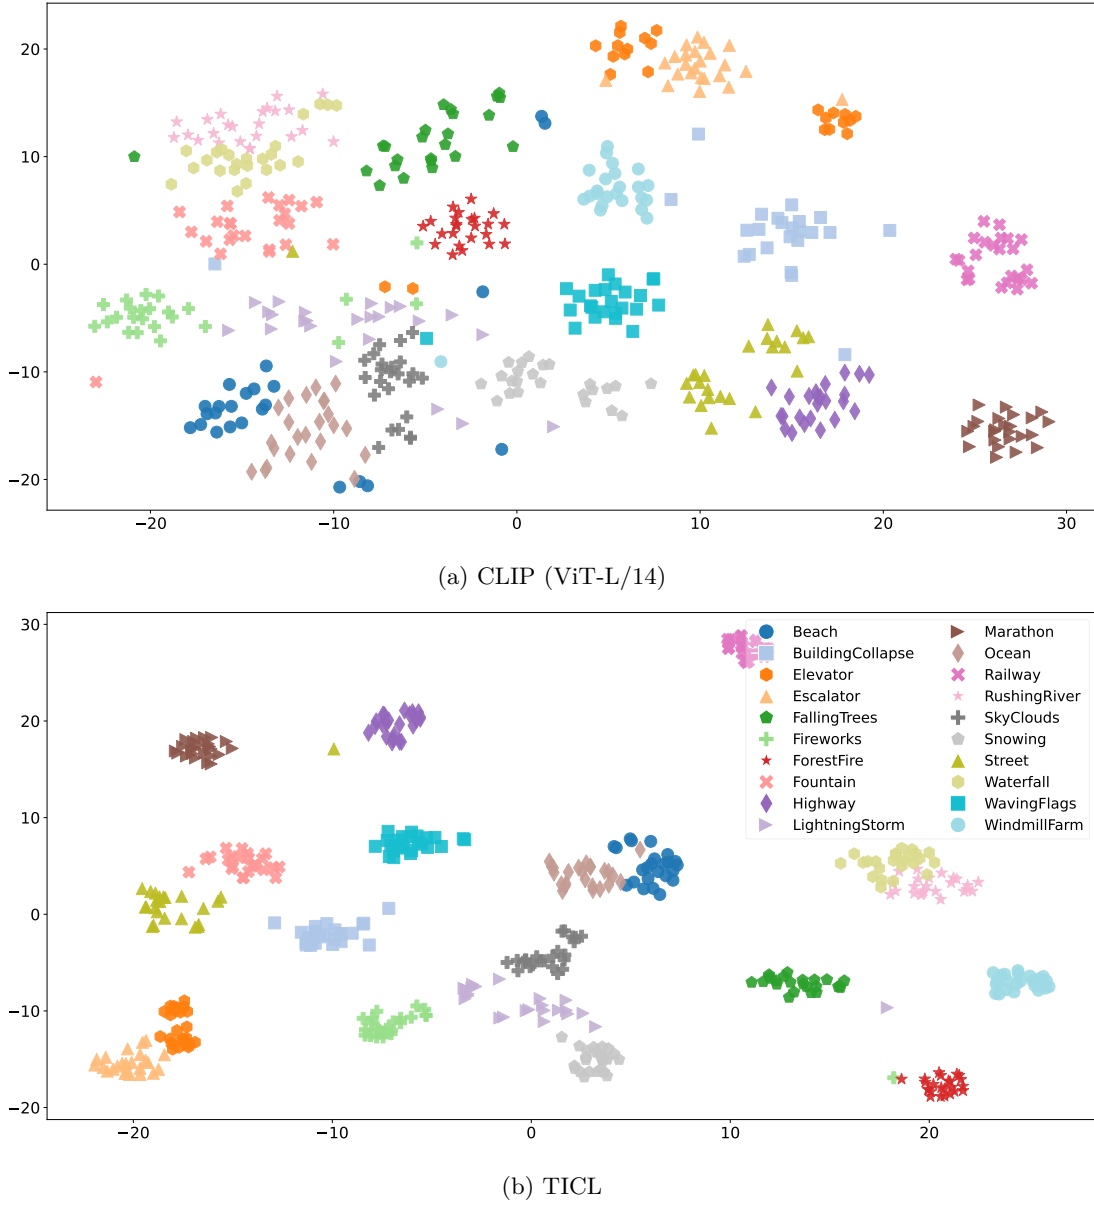 20
10
0
−10
−20
−20
−10
0
10
20
30
(a) CLIP (ViT-L/14)
30
20
10
0
−10
−20
−20
−10
0
10
20
Beach
BuildingCollapse
Elevator
Escalator
FallingTrees
Fireworks
ForestFire
Fountain
Highway
LightningStorm
Marathon
Ocean
Railway
RushingRiver
SkyClouds
Snowing
Street
Waterfall
WavingFlags
WindmillFarm
(b) TICL